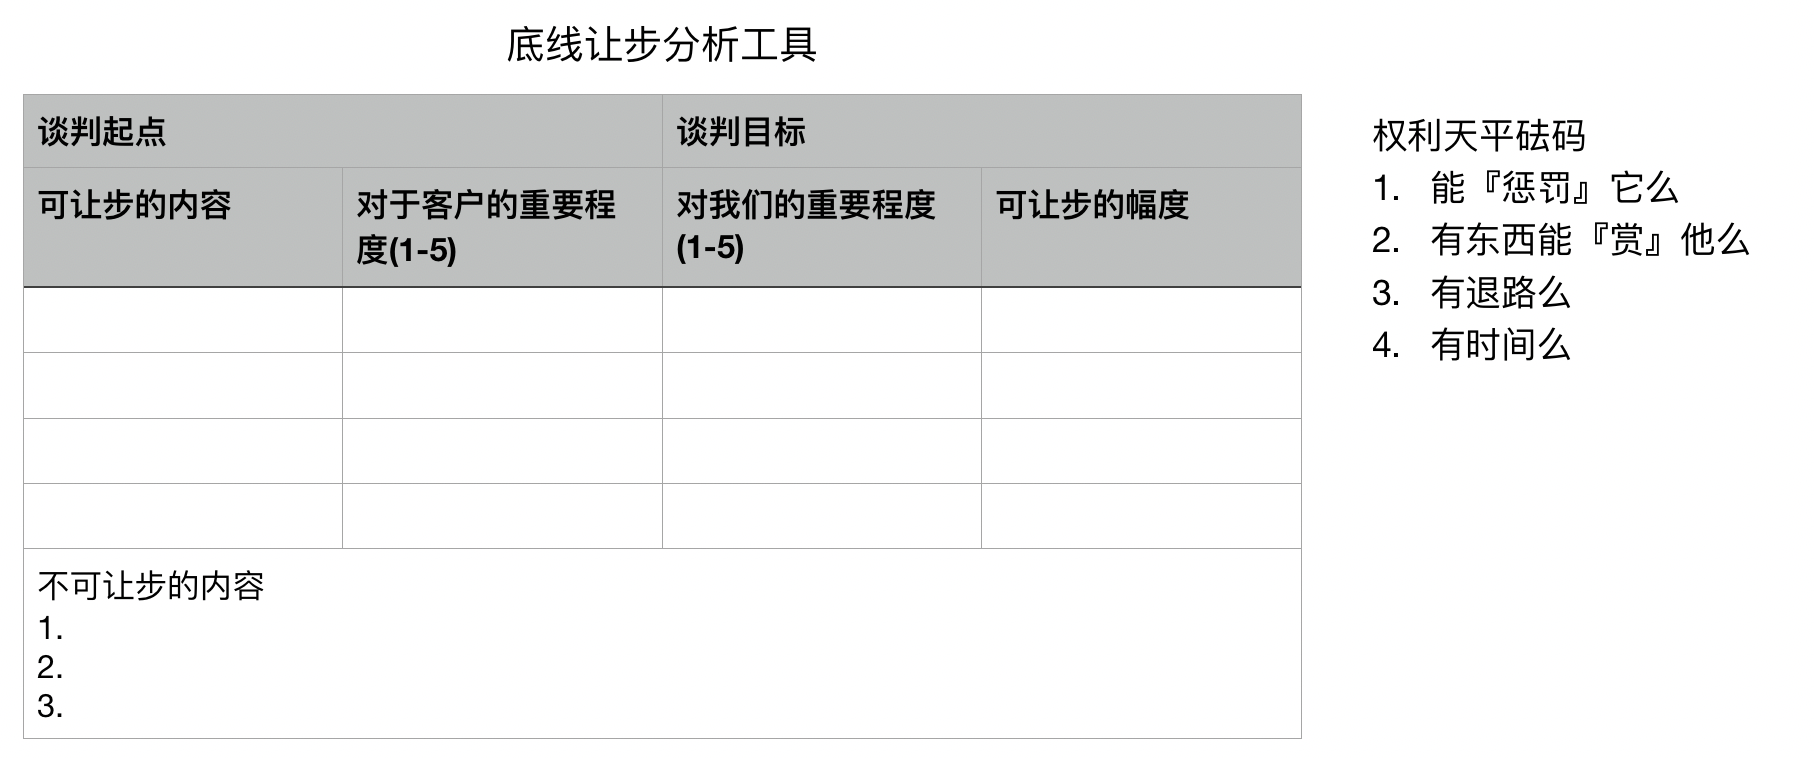 底线让步分析工具
谈判起点
谈判目标
可让步的内容
对于客户的重要程
度(1-5)
对我们的重要程度
(1-5)
可让步的幅度
不可让步的内容
1.
2.
3.
权利天平砝码
1. 能『惩罚』它么
2. 有东西能『赏』他么
3. 有退路么
4. 有时间么